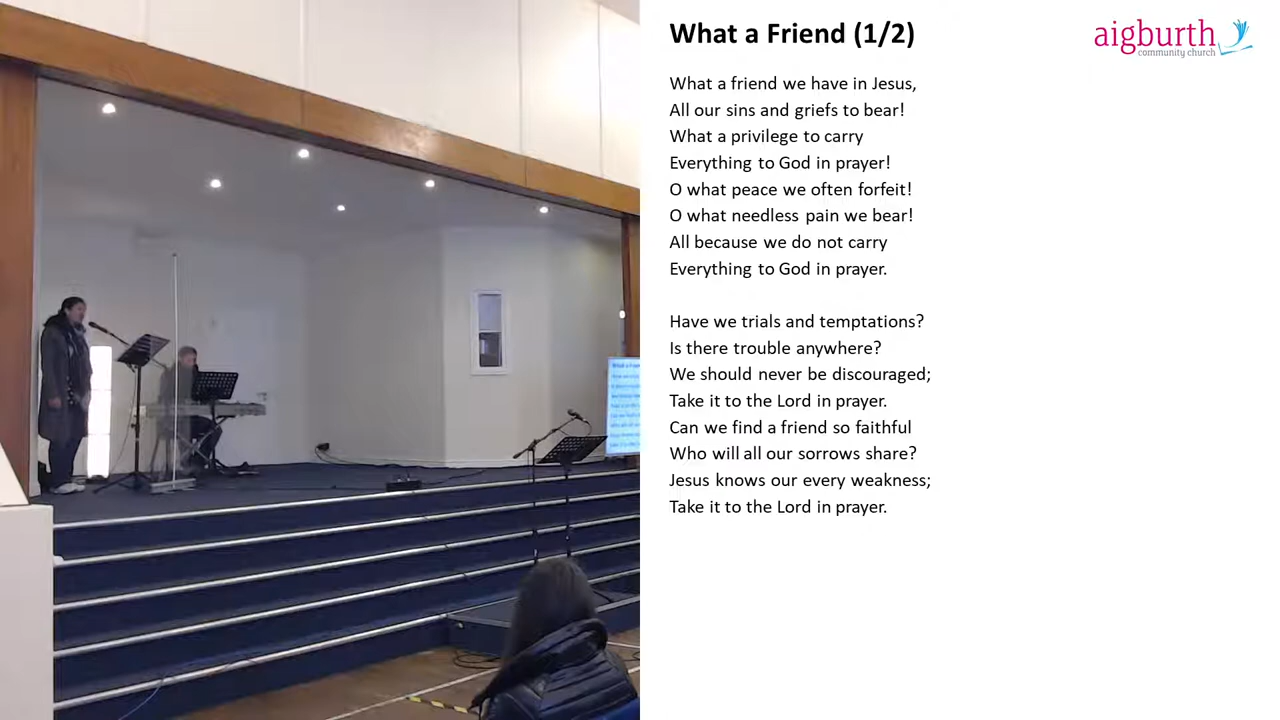 What a Friend (1/2)
aigburth
community church
What a friend we have in Jesus,
All our sins and griefs to bear!
What a privilege to carry
Everything to God in prayer!
O what peace we often forfeit!
O what needless pain we bear!
All because we do not carry
Everything to God in prayer.
Have we trials and temptations?
Is there trouble anywhere?
We should never be discouraged;
Take it to the Lord in prayer.
Can we find a friend so faithful
Who will all our sorrows share?
Jesus knows our every weakness;
Take it to the Lord in prayer.